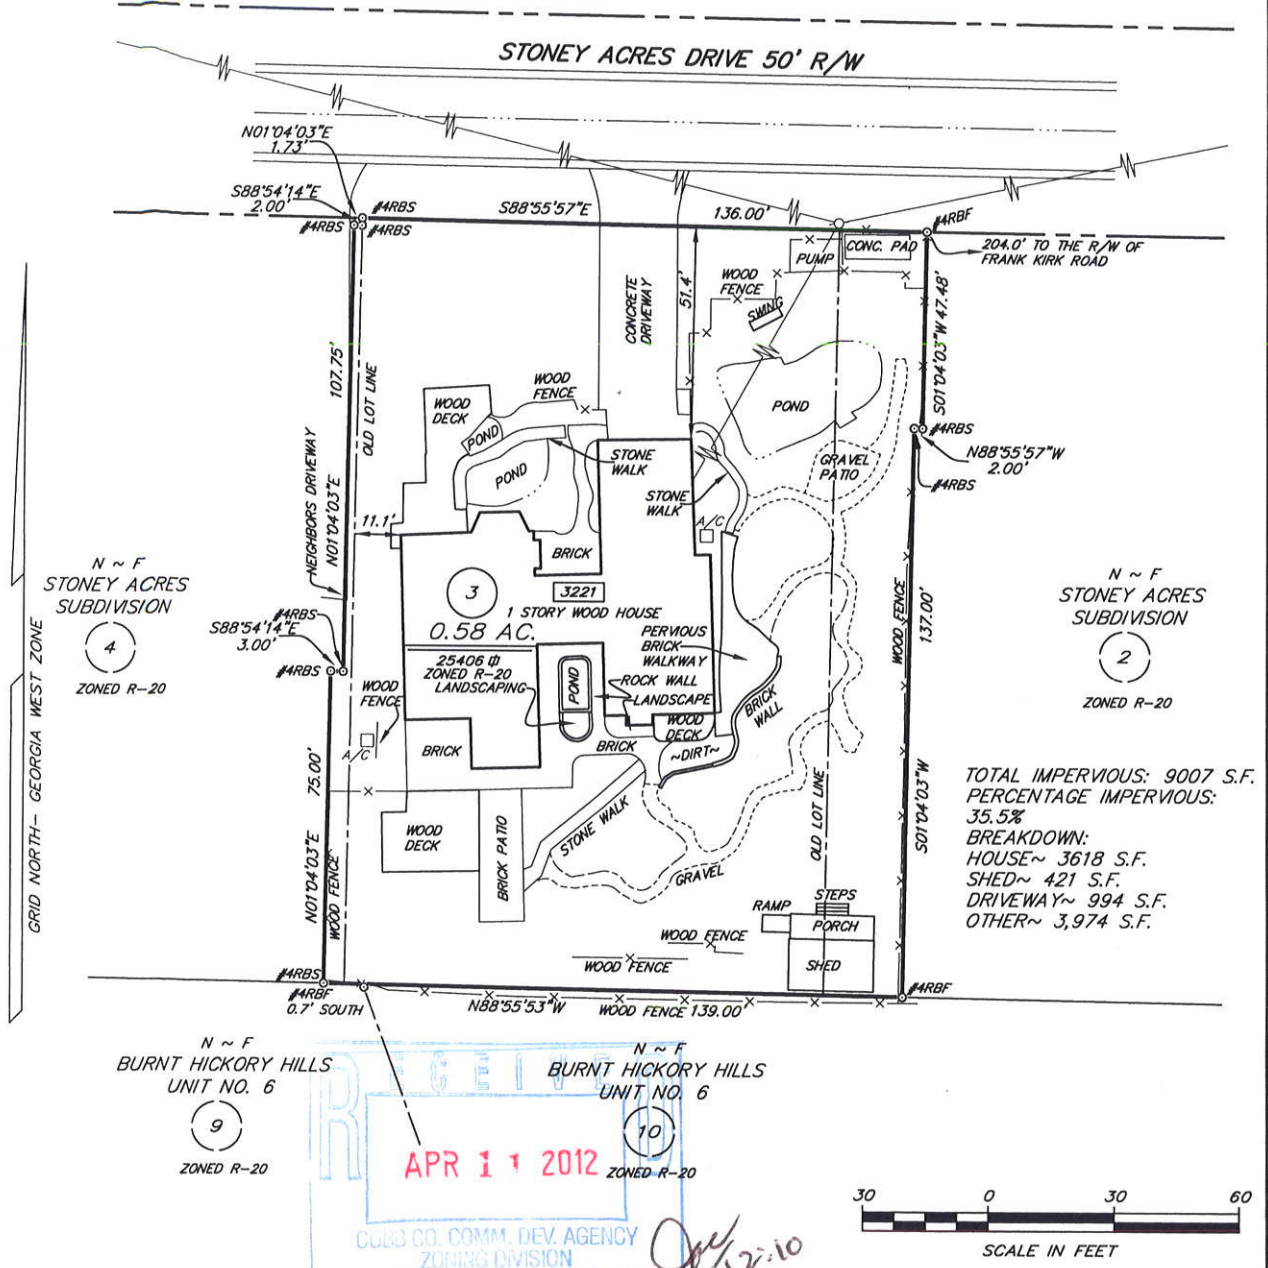 STONEY ACRES DRIVE 50' R/W
N01°04'03"E
1.73'
S88°54'14"E
2.00'
#4RBS
#4RBS
#4RBS
S88°55'57"E
136.00'
#4RBF
204.0' TO THE R/W OF
FRANK KIRK ROAD
CONC. PAD
PUMP
WOOD
FENCE
SWING
CONCRETE
DRIVEWAY
51.4'
S01°04'03"W 47.48'
#4RBS
N88°55'57"W
2.00'
#4RBS
107.75'
OLD LOT LINE
NEIGHBORS DRIVEWAY
N01°04'03"E
WOOD
DECK
WOOD
FENCE
POND
POND
STONE
WALK
STONE
WALK
POND
GRAVEL
PATIO
A/C
11.1'
BRICK
3
3221
1 STORY WOOD HOUSE
0.58 AC.
25406 ⏀
ZONED R-20
LANDSCAPING
POND
PERVIOUS
BRICK
WALKWAY
ROCK WALL
LANDSCAPE
WOOD
DECK
BRICK
WALL
~DIRT~
BRICK
BRICK
WOOD
FENCE
A/C
N ~ F
STONEY ACRES
SUBDIVISION
4
ZONED R-20
#4RBS
S88°54'14"E
3.00'
#4RBS
GRID NORTH- GEORGIA WEST ZONE
N ~ F
STONEY ACRES
SUBDIVISION
2
ZONED R-20
WOOD FENCE
137.00'
S01°04'03"W
OLD LOT LINE
75.00'
N01°04'03"E
WOOD FENCE
WOOD
DECK
BRICK PATIO
STONE WALK
GRAVEL
TOTAL IMPERVIOUS: 9007 S.F.
PERCENTAGE IMPERVIOUS:
35.5%
BREAKDOWN:
HOUSE~ 3618 S.F.
SHED~ 421 S.F.
DRIVEWAY~ 994 S.F.
OTHER~ 3,974 S.F.
STEPS
RAMP
PORCH
SHED
WOOD FENCE
WOOD FENCE
#4RBS
#4RBF
0.7' SOUTH
N88°55'53"W
WOOD FENCE 139.00'
#4RBF
N ~ F
BURNT HICKORY HILLS
UNIT NO. 6
9
ZONED R-20
N ~ F
BURNT HICKORY HILLS
UNIT NO. 6
10
ZONED R-20
RECEIVED
APR 11 2012
COBB CO. COMM. DEV. AGENCY
ZONING DIVISION
12:10
30 0 30 60
SCALE IN FEET